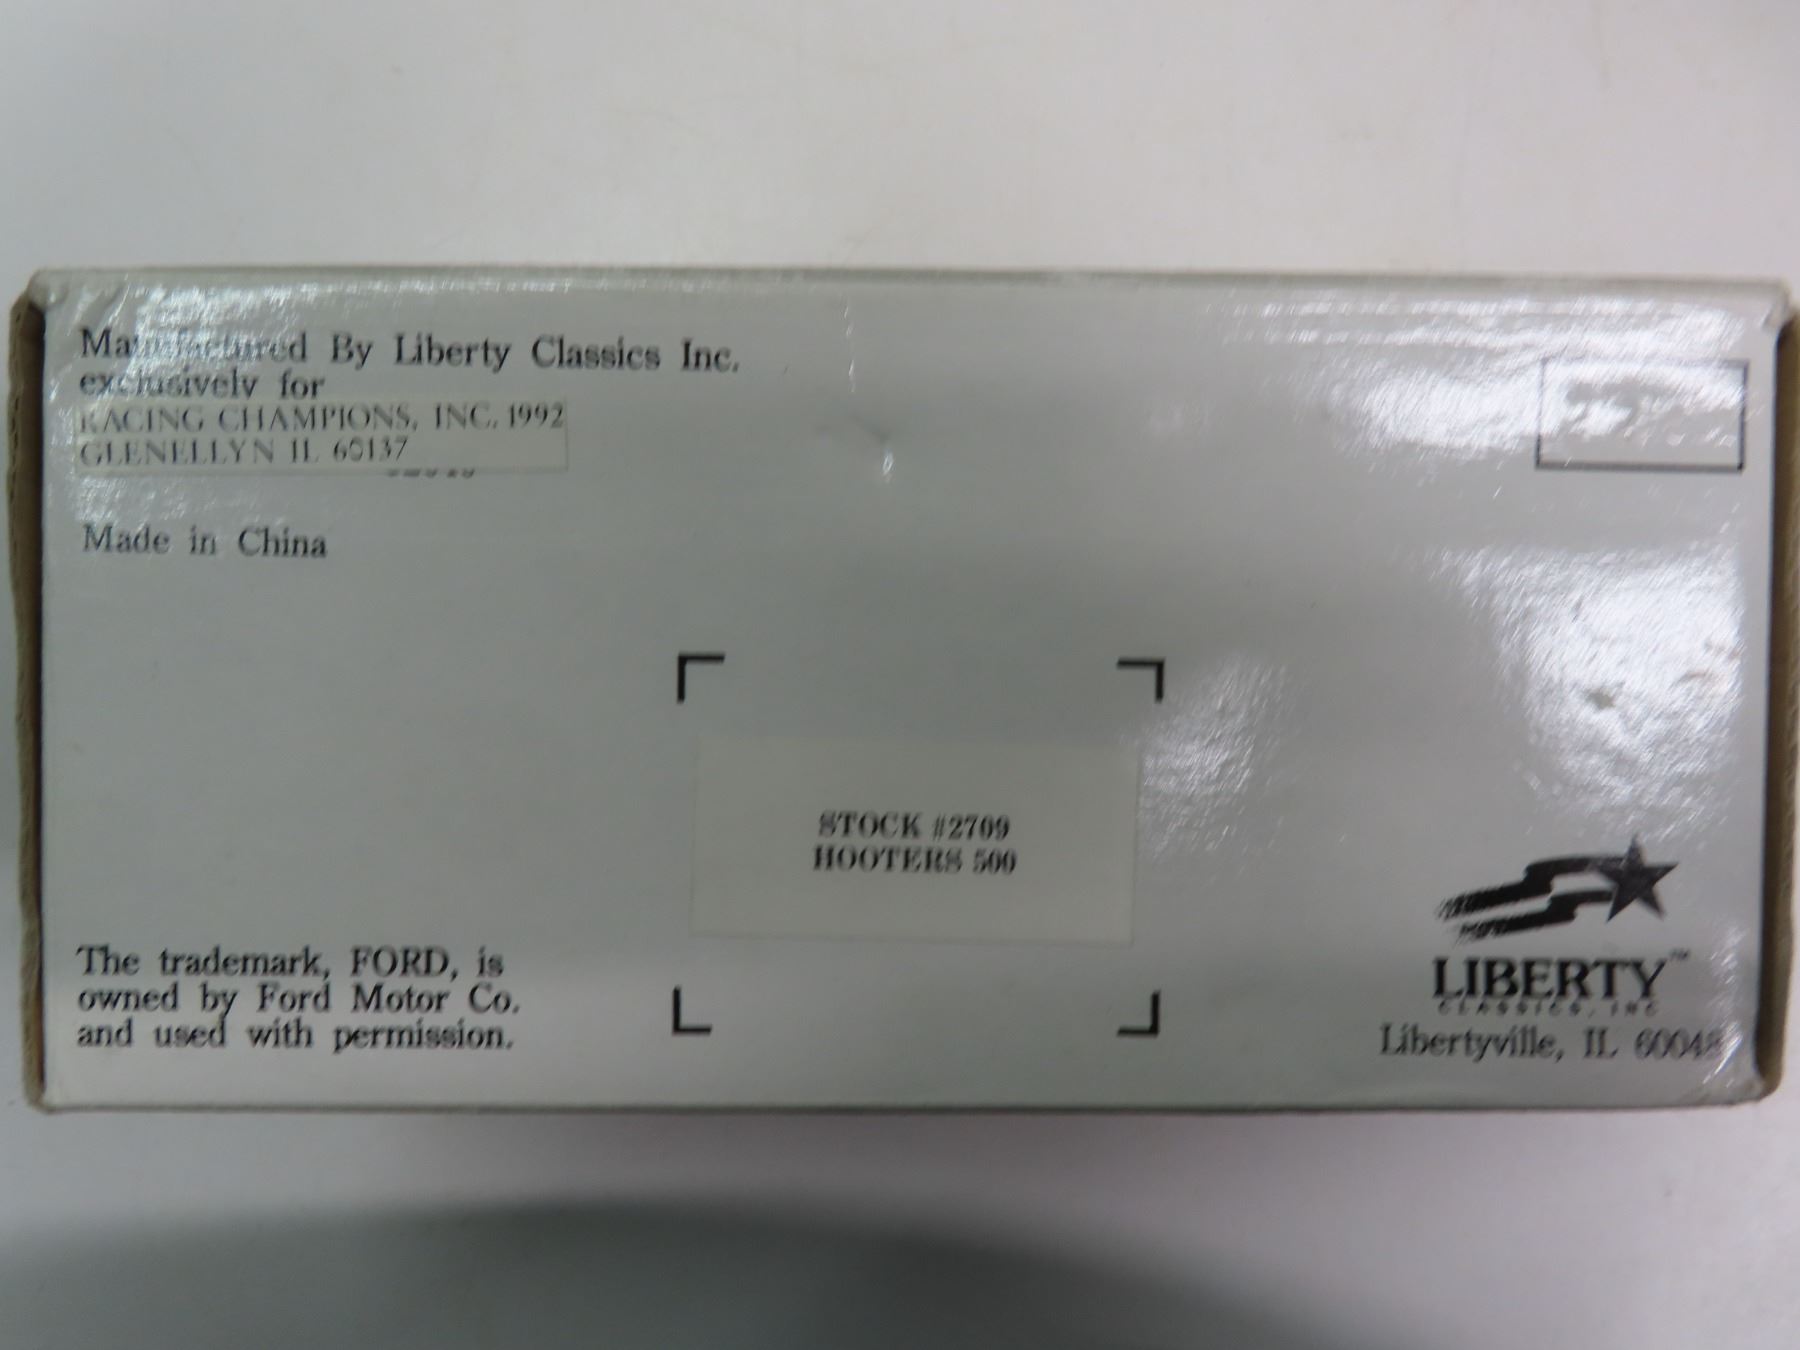 Manufactured By Liberty Classics Inc.
exclusively for
RACING CHAMPIONS, INC. 1992
GLENELLYN IL 60137
Made in China
STOCK #2709
HOOTERS 500
The trademark, FORD, is
owned by Ford Motor Co.
and used with permission.
LIBERTY™
CLASSICS, INC
Libertyville, IL 60048